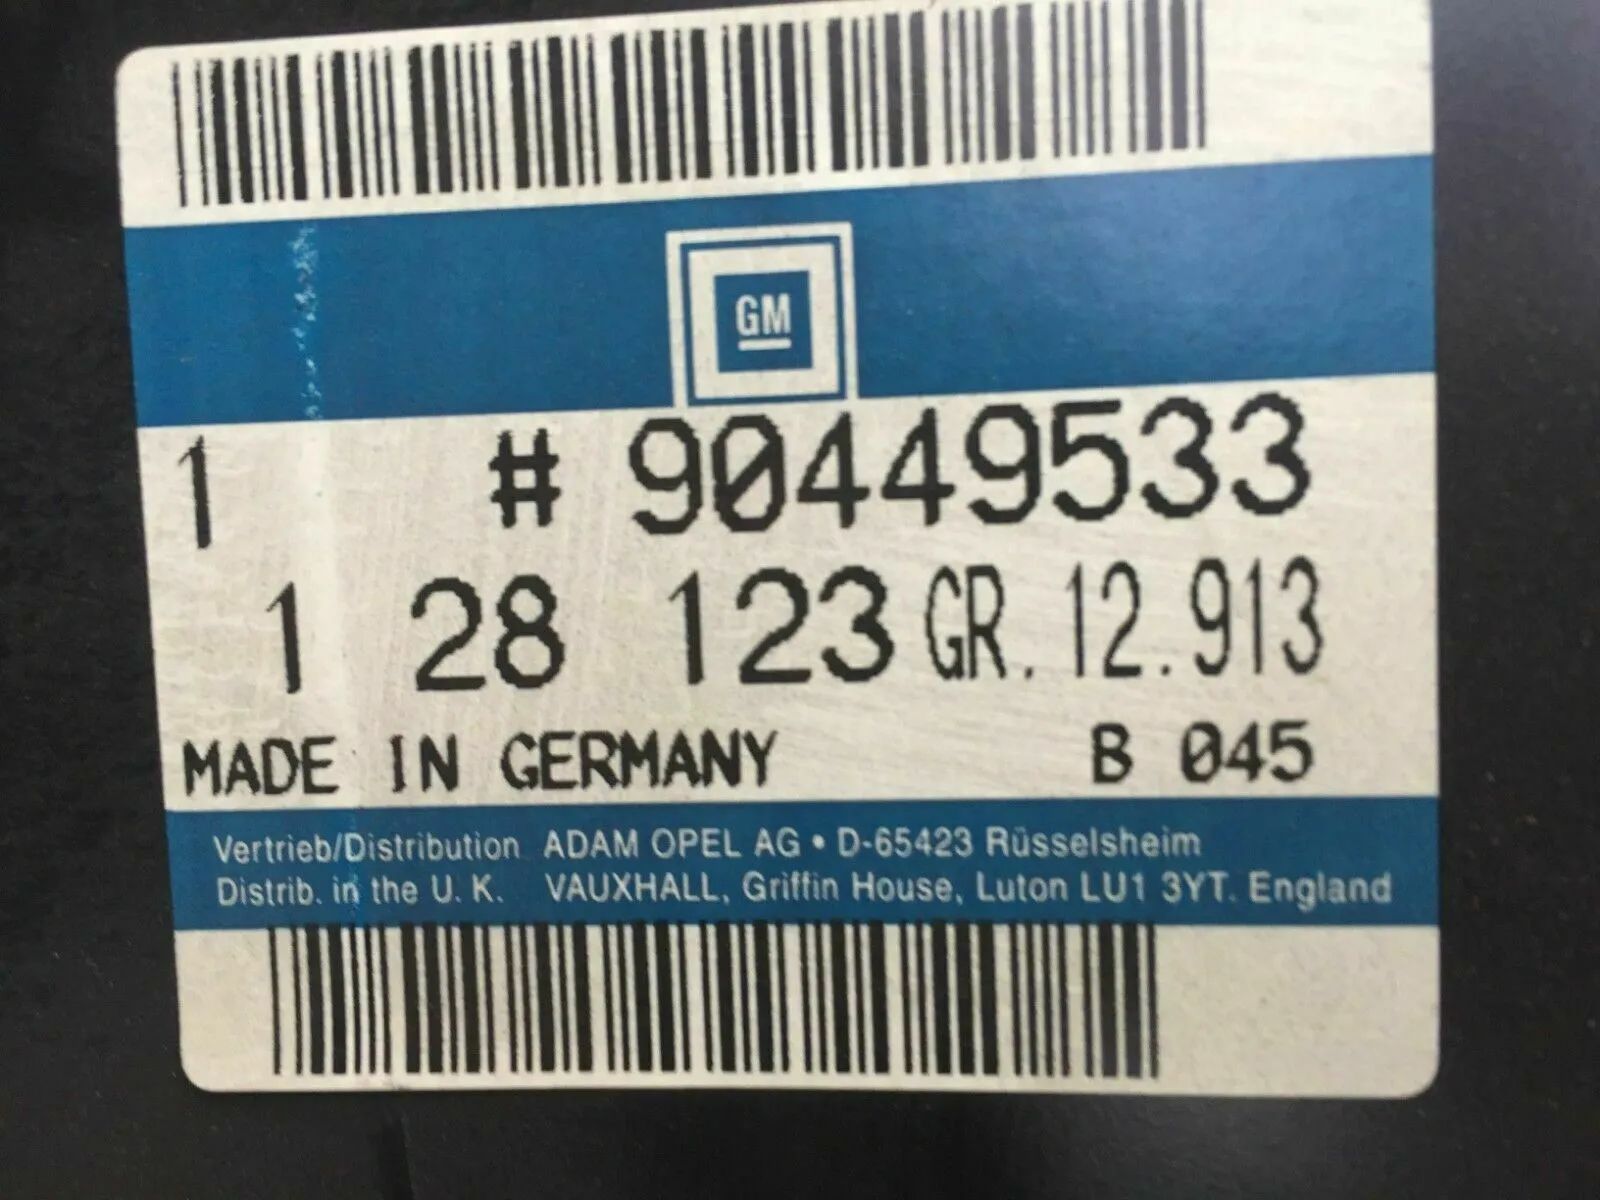 GM
1 # 90449533
1 28 123 GR. 12.913
MADE IN GERMANY B 045
Vertrieb/Distribution ADAM OPEL AG • D-65423 Rüsselsheim
Distrib. in the U. K. VAUXHALL, Griffin House, Luton LU1 3YT. England